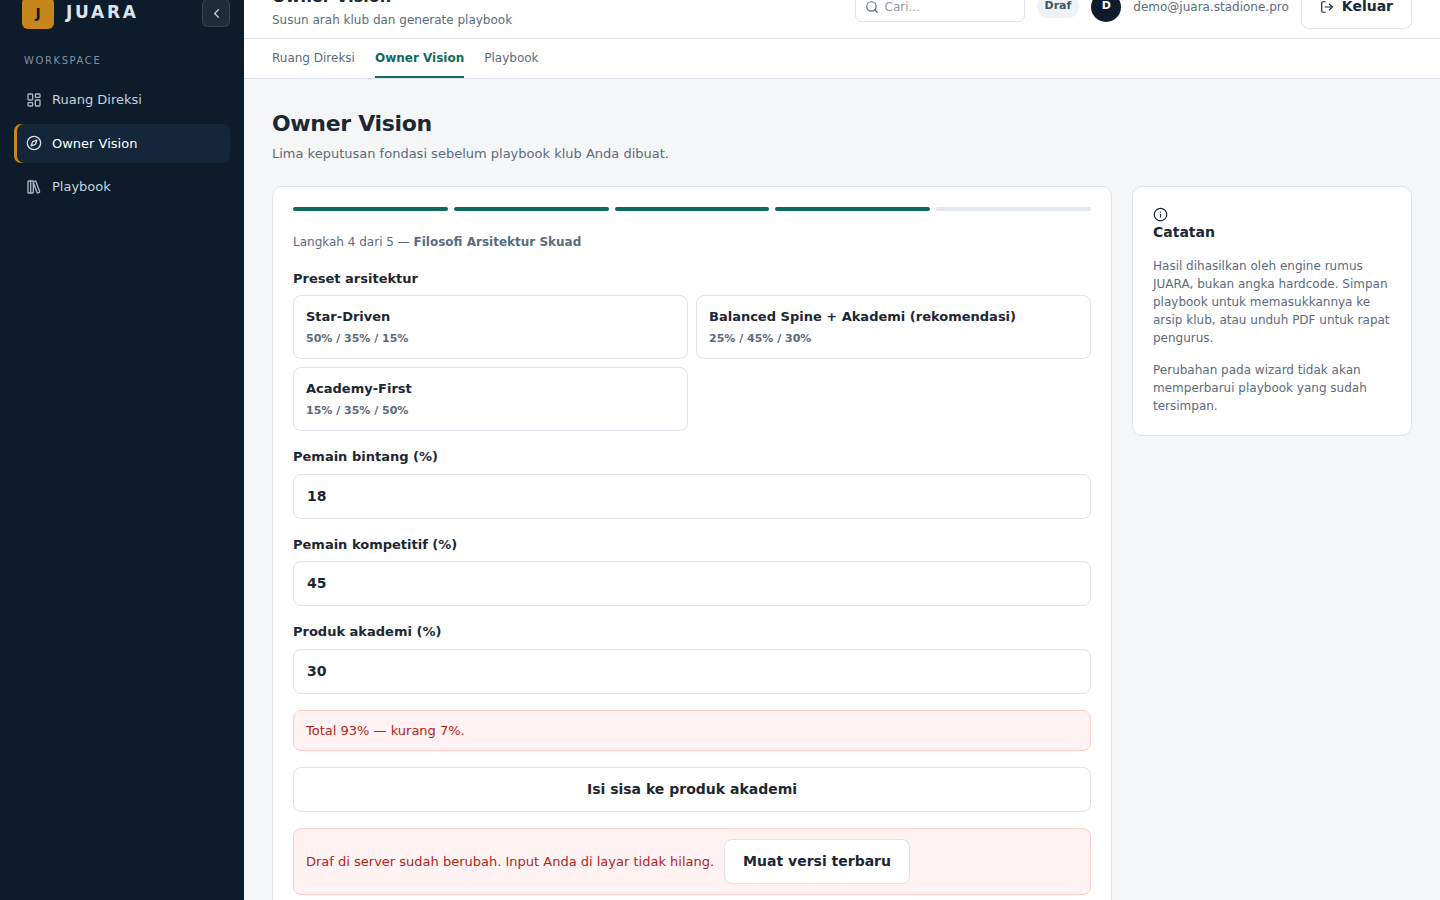 J JUARA
WORKSPACE
Ruang Direksi
Owner Vision
Playbook
Susun arah klub dan generate playbook
Cari...
Draf
D
demo@juara.stadione.pro
Keluar
Ruang Direksi
Owner Vision
Playbook
Owner Vision
Lima keputusan fondasi sebelum playbook klub Anda dibuat.
Langkah 4 dari 5 — Filosofi Arsitektur Skuad
Preset arsitektur
Star-Driven
50% / 35% / 15%
Balanced Spine + Akademi (rekomendasi)
25% / 45% / 30%
Academy-First
15% / 35% / 50%
Pemain bintang (%)
18
Pemain kompetitif (%)
45
Produk akademi (%)
30
Total 93% — kurang 7%.
Isi sisa ke produk akademi
Draf di server sudah berubah. Input Anda di layar tidak hilang.
Muat versi terbaru
Catatan
Hasil dihasilkan oleh engine rumus
JUARA, bukan angka hardcode. Simpan
playbook untuk memasukkannya ke
arsip klub, atau unduh PDF untuk rapat
pengurus.
Perubahan pada wizard tidak akan
memperbarui playbook yang sudah
tersimpan.